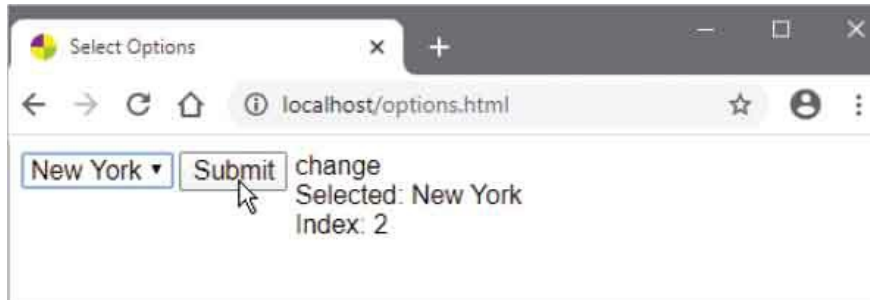 Select Options
localhost/options.html
New York Submit change
Selected: New York
Index: 2